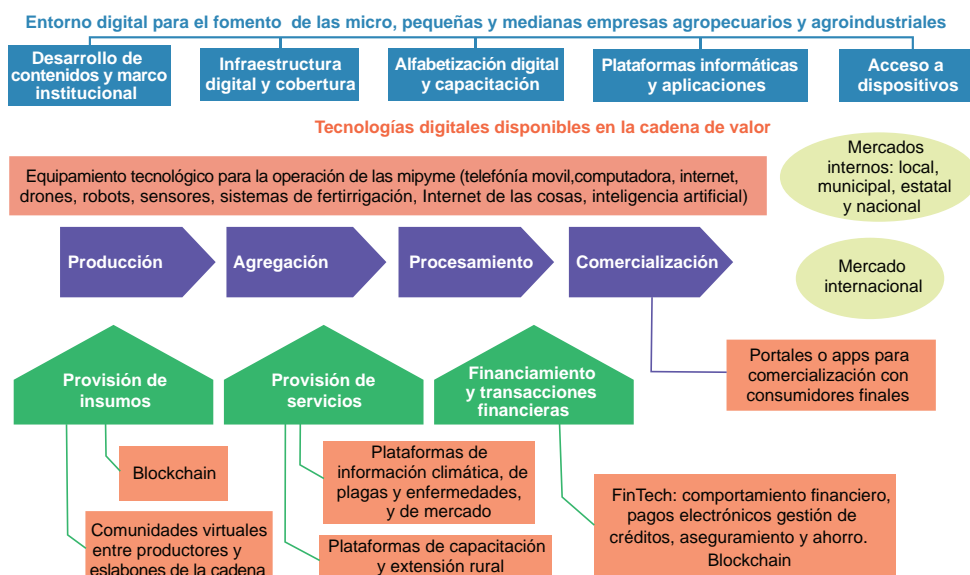 Entorno digital para el fomento de las micro, pequeñas y medianas empresas agropecuarios y agroindustriales
Desarrollo de
contenidos y marco
institucional
Infraestructura
digital y cobertura
Alfabetización digital
y capacitación
Plataformas informáticas
y aplicaciones
Acceso a
dispositivos
Tecnologías digitales disponibles en la cadena de valor
Equipamiento tecnológico para la operación de las mipyme (telefónía movil,computadora, internet,
drones, robots, sensores, sistemas de fertirrigación, Internet de las cosas, inteligencia artificial)
Mercados
internos: local,
municipal, estatal
y nacional
Producción
Agregación
Procesamiento
Comercialización
Mercado
internacional
Provisión de
insumos
Provisión de
servicios
Financiamiento
y transacciones
financieras
Portales o apps para
comercialización con
consumidores finales
Blockchain
Comunidades virtuales
entre productores y
eslabones de la cadena
Plataformas de
información climática, de
plagas y enfermedades,
y de mercado
Plataformas de capacitación
y extensión rural
FinTech: comportamiento financiero,
pagos electrónicos gestión de
créditos, aseguramiento y ahorro.
Blockchain